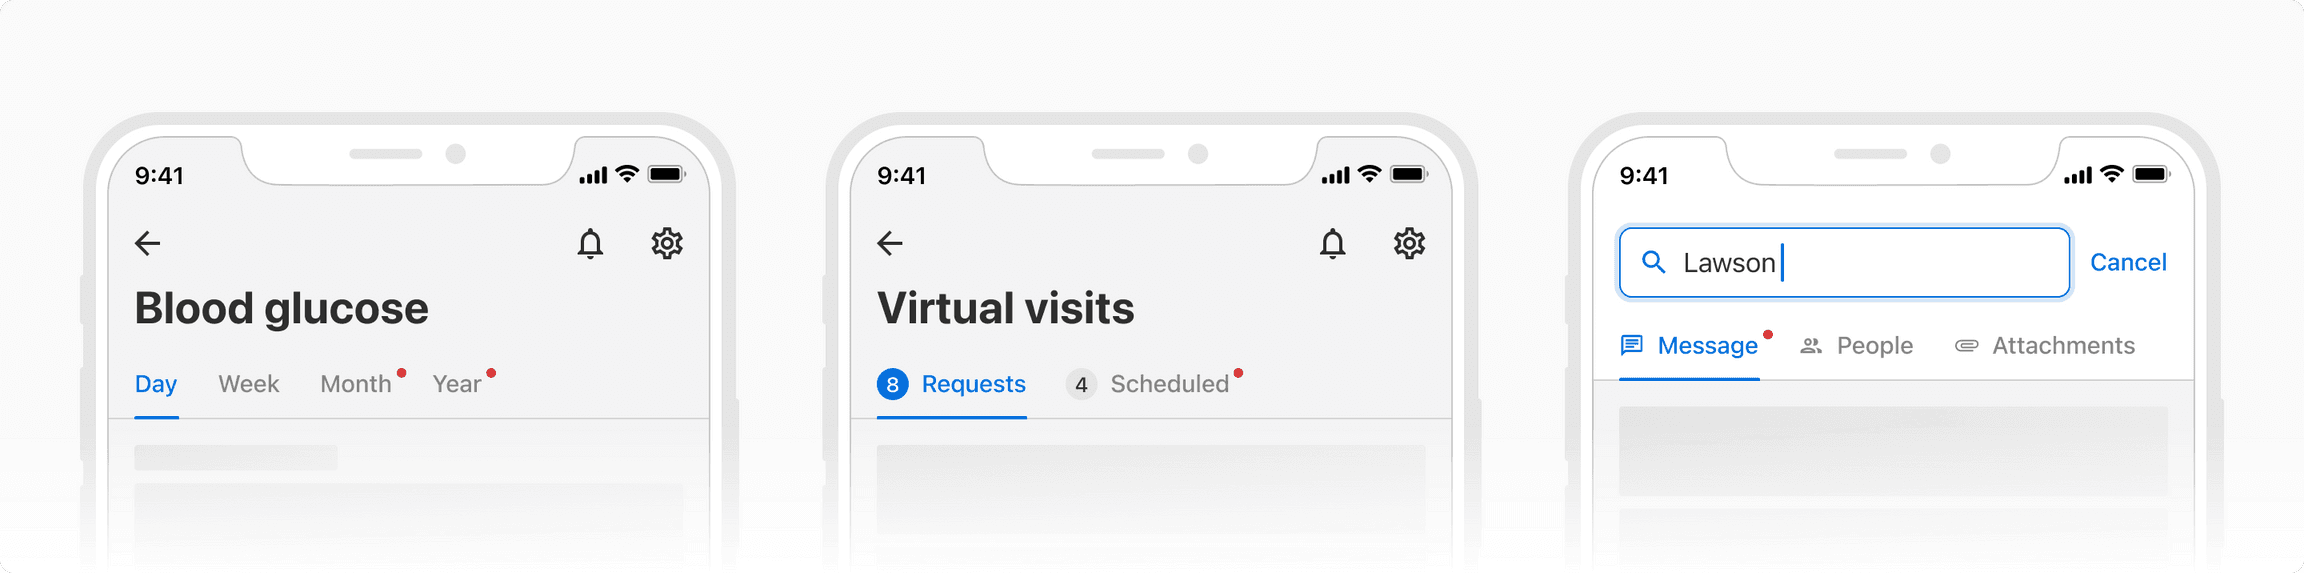 9:41
Blood glucose
Day Week Month Year
9:41
Virtual visits
8 Requests 4 Scheduled
9:41
Lawson Cancel
Message People Attachments